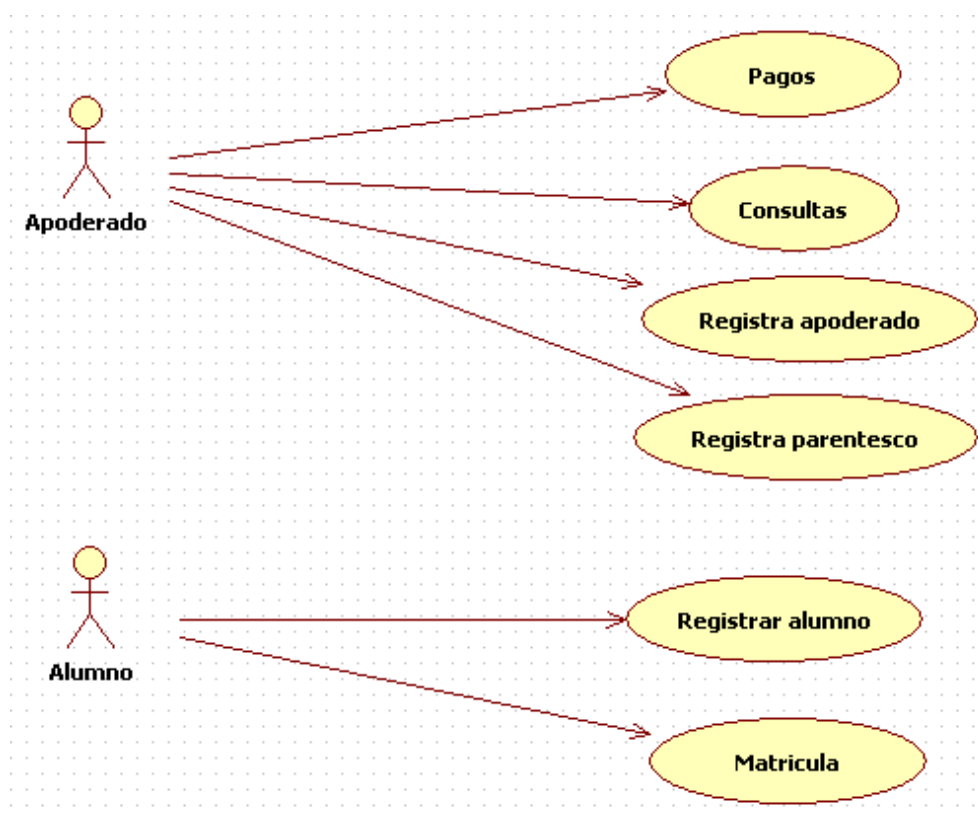 Pagos
Apoderado
Consultas
Registra apoderado
Registra parentesco
Registrar alumno
Alumno
Matricula